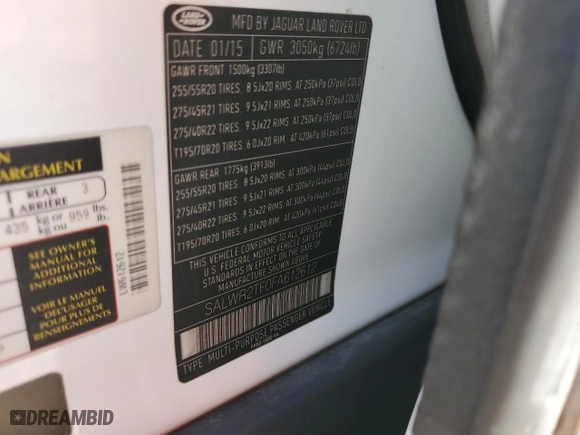 LAND ROVER
MFD BY JAGUAR LAND ROVER LTD
DATE 01/15 GWR 3050kg (6724lb)
GAWR FRONT 1500kg (3307lb)
255/55R20 TIRES. 8 5Jx20 RIMS. AT 250kPa (37psi) COLD
275/45R21 TIRES. 9 5Jx21 RIMS. AT 250kPa (37psi) COLD
275/40R22 TIRES. 9 5Jx22 RIMS. AT 250kPa (37psi) COLD
T195/70R20 TIRES. 6 0Jx20 RIM. AT 420kPa (61psi) COLD
GAWR REAR 1775kg (3913lb)
255/55R20 TIRES. 8 5Jx20 RIMS. AT 300kPa (44psi) COLD
275/45R21 TIRES. 9 5Jx21 RIMS. AT 300kPa (44psi) COLD
275/40R22 TIRES. 9 5Jx22 RIMS. AT 300kPa (44psi) COLD
T195/70R20 TIRES. 6 0Jx20 RIM. AT 420kPa (61psi) COLD
THIS VEHICLE CONFORMS TO ALL APPLICABLE
FEDERAL MOTOR VEHICLE SAFETY AND
THEFT PREVENTION STANDARDS
IN EFFECT ON THE DATE OF
MANUFACTURE SHOWN ABOVE.
SALWR2TF0FA612612
TYPE MULTI-PURPOSE PASSENGER VEHICLE
ARGEMENT
REAR 3
ARRIÈRE
435 kg or 959 lbs.
kg ou lb.
SEE OWNER'S
MANUAL FOR
ADDITIONAL
INFORMATION
VOIR LE MANUEL
DE L'USAGER
POUR PLUS DE
RENSEIGNEMENTS
LW612612
DREAMBID